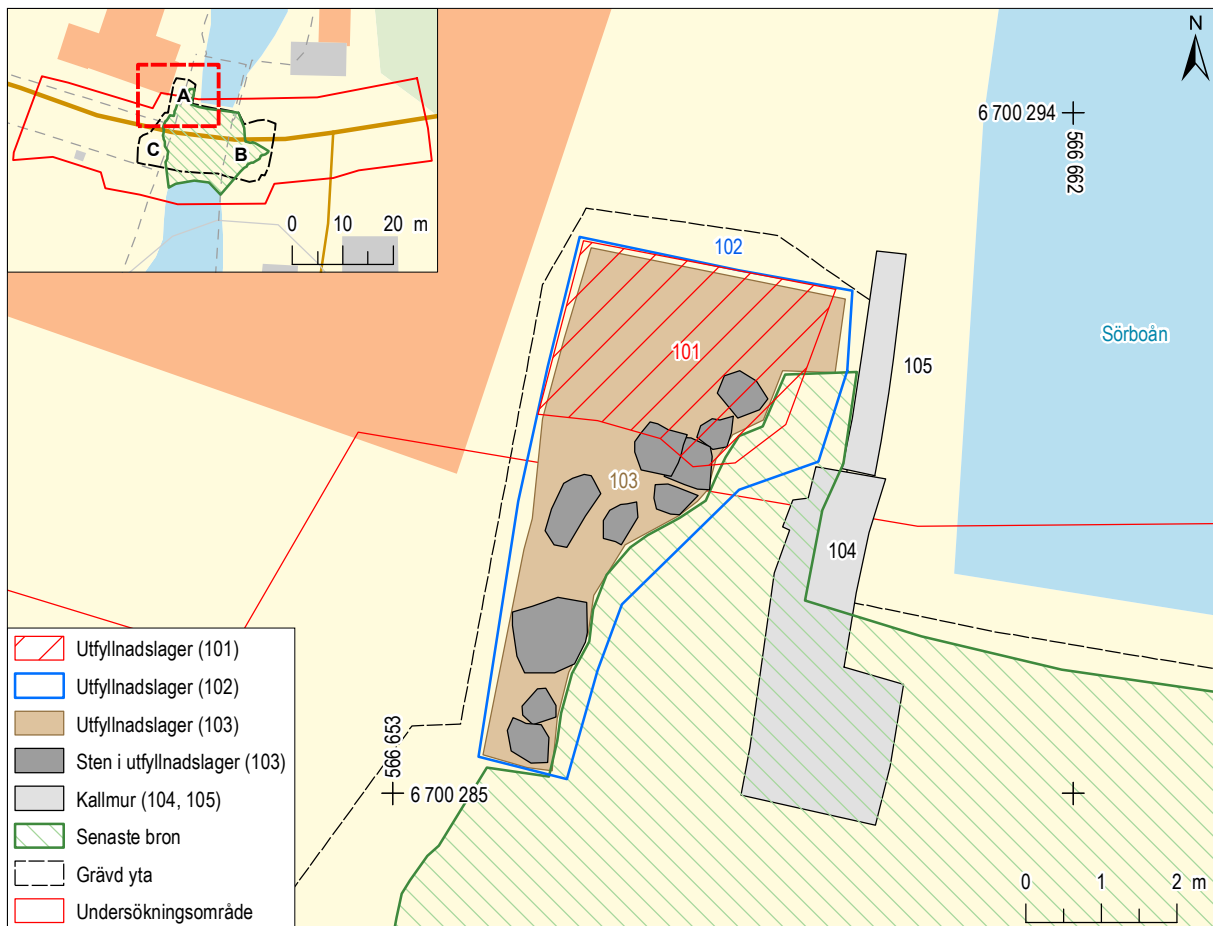 A
B
C
0 10 20 m
N
6 700 294
566 662
102
101
105
Sörboån
103
104
566 653
6 700 285
Utfyllnadslager (101)
Utfyllnadslager (102)
Utfyllnadslager (103)
Sten i utfyllnadslager (103)
Kallmur (104, 105)
Senaste bron
Grävd yta
Undersökningsområde
0 1 2 m